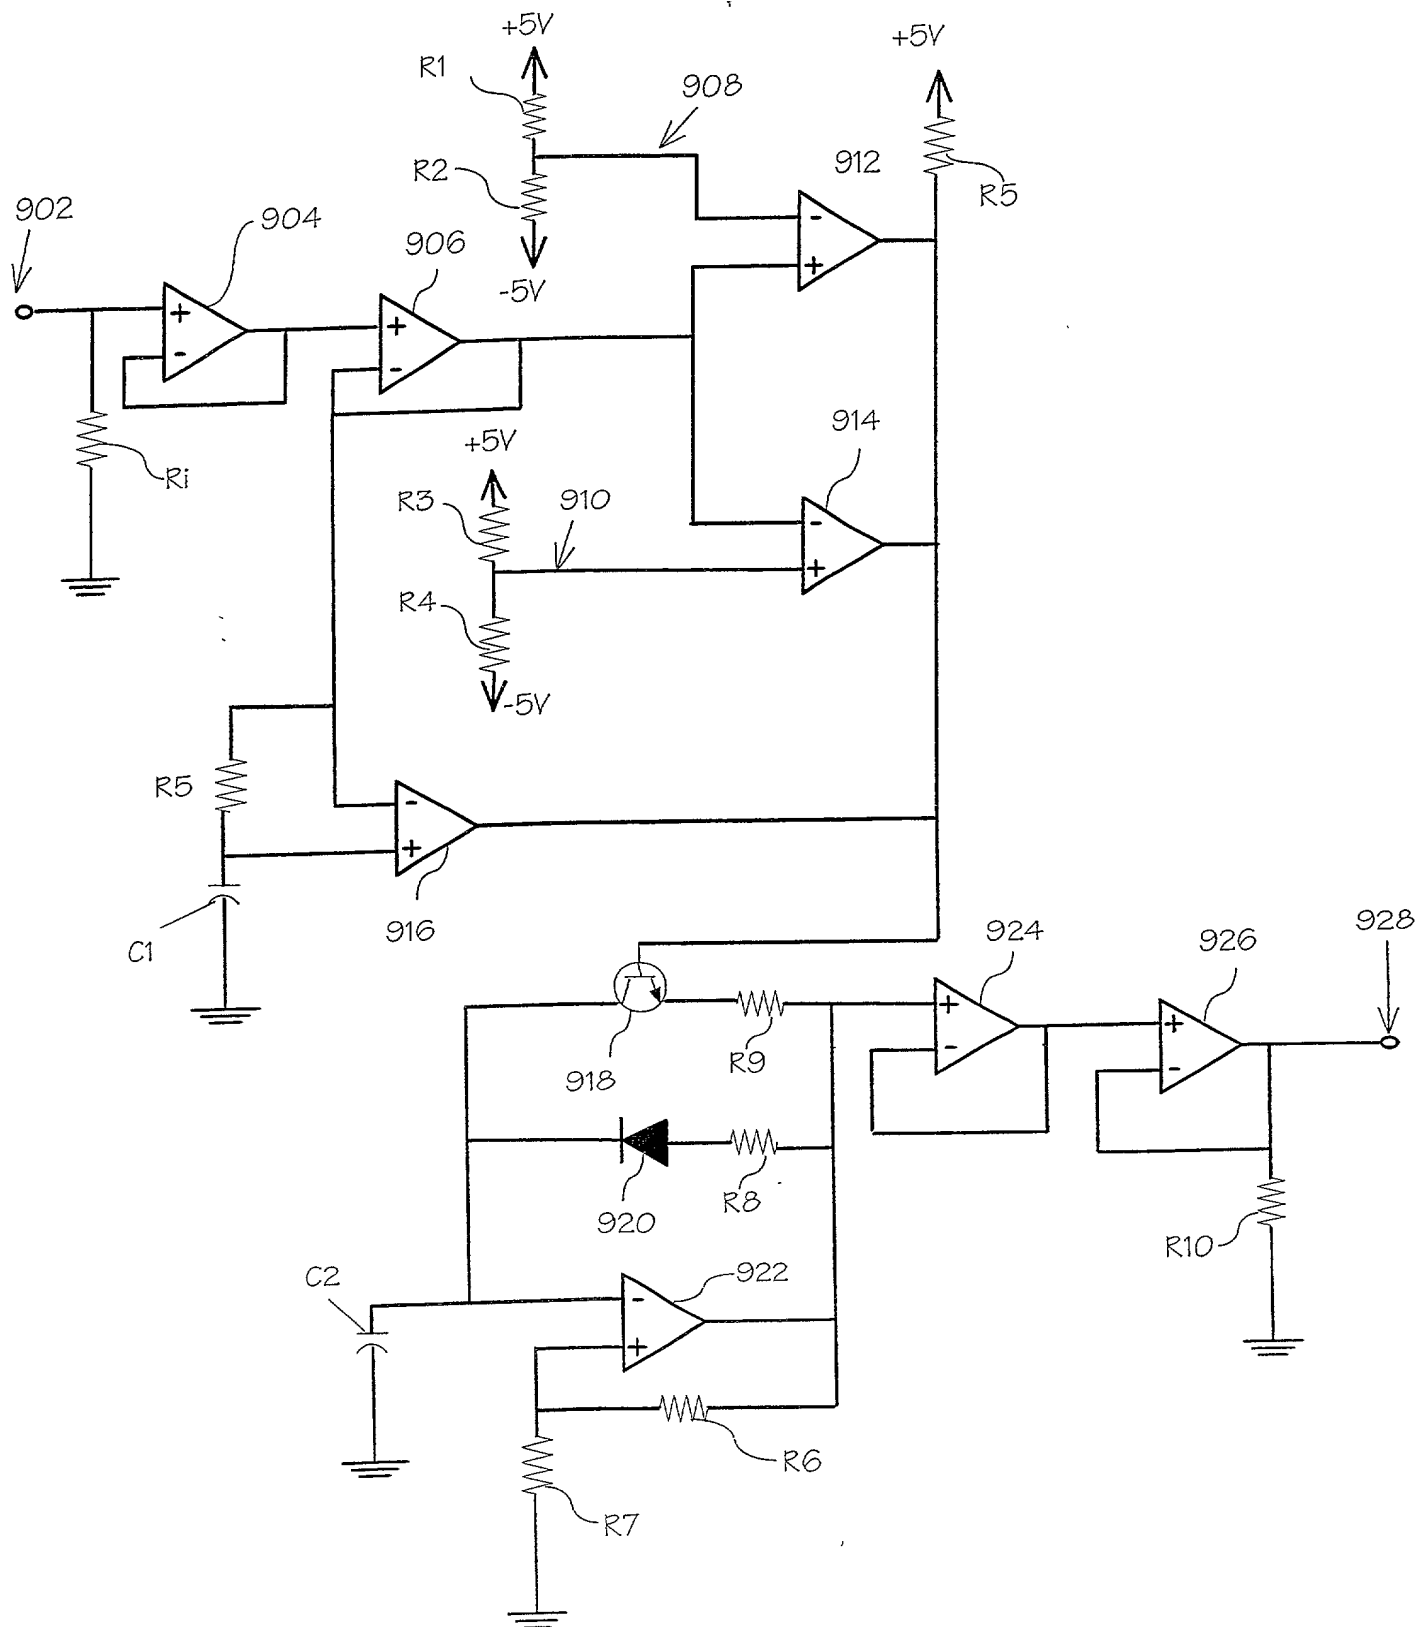 +5V
+5V
R1
908
R2
912
R5
902
904
906
-
+
-5V
+
-
+
-
914
+5V
Ri
R3
910
-
+
R4
-5V
R5
-
+
916
C1
924
926
928
+
-
+
-
R9
918
R8
920
R10
C2
922
-
+
R6
R7